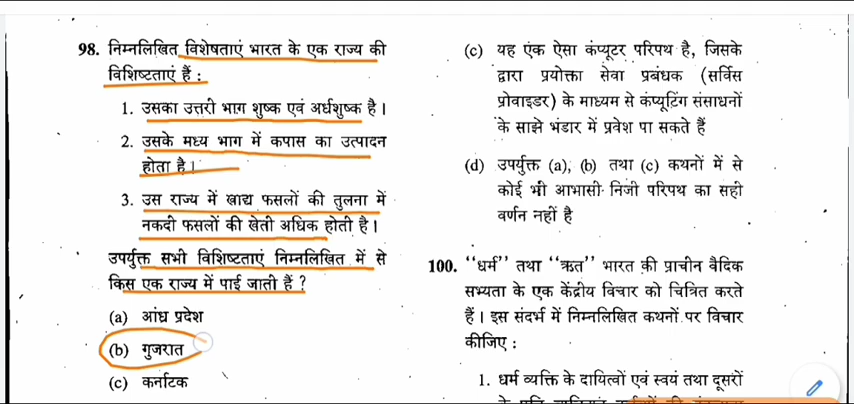 98. निम्नलिखित विशेषताएं भारत के एक राज्य की
विशिष्टताएं हैं :
1. उसका उत्तरी भाग शुष्क एवं अर्धशुष्क है।
2. उसके मध्य भाग में कपास का उत्पादन
होता है।
3. उस राज्य में खाद्य फसलों की तुलना में
नकदी फसलों की खेती अधिक होती है।
उपर्युक्त सभी विशिष्टताएं निम्नलिखित में से
किस एक राज्य में पाई जाती हैं ?
(a) आंध्र प्रदेश
(b) गुजरात
(c) कर्नाटक
(c) यह एक ऐसा कंप्यूटर परिपथ है, जिसके
द्वारा प्रयोक्ता सेवा प्रबंधक (सर्विस
प्रोवाइडर) के माध्यम से कंप्यूटिंग संसाधनों
के साझे भंडार में प्रवेश पा सकते हैं
(d) उपर्युक्त (a), (b) तथा (c) कथनों में से
कोई भी आभासी निजी परिपथ का सही
वर्णन नहीं है
100. ‘‘धर्म’’ तथा ‘‘ऋत’’ भारत की प्राचीन वैदिक
सभ्यता के एक केंद्रीय विचार को चित्रित करते
हैं। इस संदर्भ में निम्नलिखित कथनों पर विचार
कीजिए :
1. धर्म व्यक्ति के दायित्वों एवं स्वयं तथा दूसरों